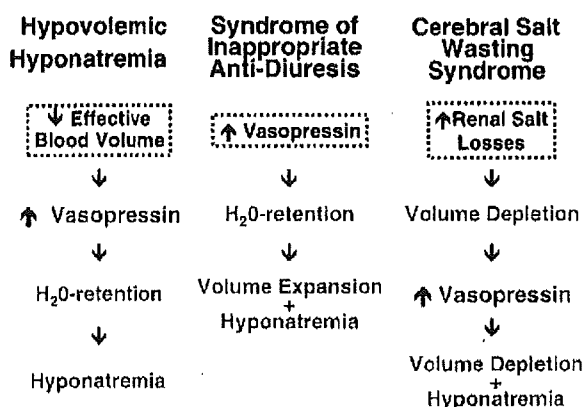 Hypovolemic
Hyponatremia
↓ Effective
Blood Volume
↓
↑ Vasopressin
↓
H₂0-retention
↓
Hyponatremia
Syndrome of
Inappropriate
Anti-Diuresis
↑ Vasopressin
↓
H₂0-retention
↓
Volume Expansion
+
Hyponatremia
Cerebral Salt
Wasting
Syndrome
↑Renal Salt
Losses
↓
Volume Depletion
↓
↑ Vasopressin
↓
Volume Depletion
+
Hyponatremia